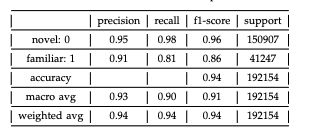 | precision | recall | f1-score | support |
novel: 0 | 0.95 | 0.98 | 0.96 | 150907 |
familiar: 1 | 0.91 | 0.81 | 0.86 | 41247 |
accuracy | | | 0.94 | 192154 |
macro avg | 0.93 | 0.90 | 0.91 | 192154 |
weighted avg | 0.94 | 0.94 | 0.94 | 192154 |